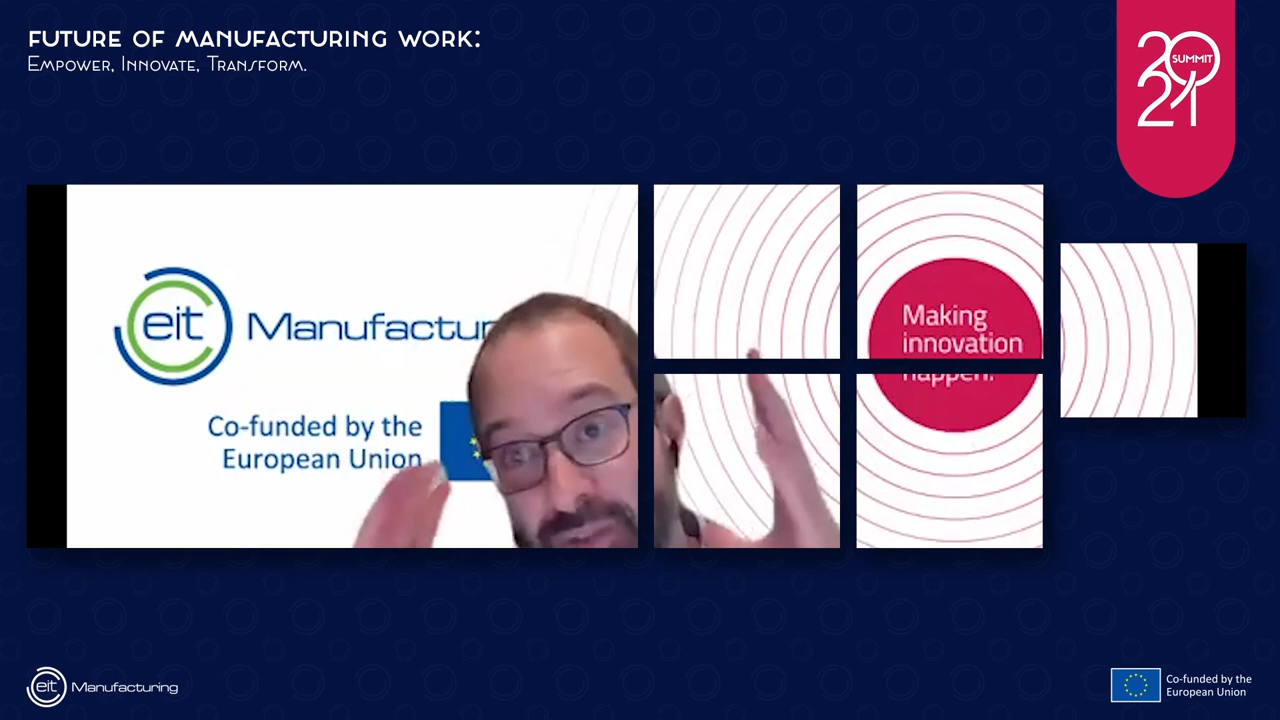 FUTURE OF MANUFACTURING WORK:
EMPOWER, INNOVATE, TRANSFORM.
20
SUMMIT
21
eit Manufactur
Co-funded by the
European Union
Making
innovation
happen.
eit Manufacturing
Co-funded by the
European Union